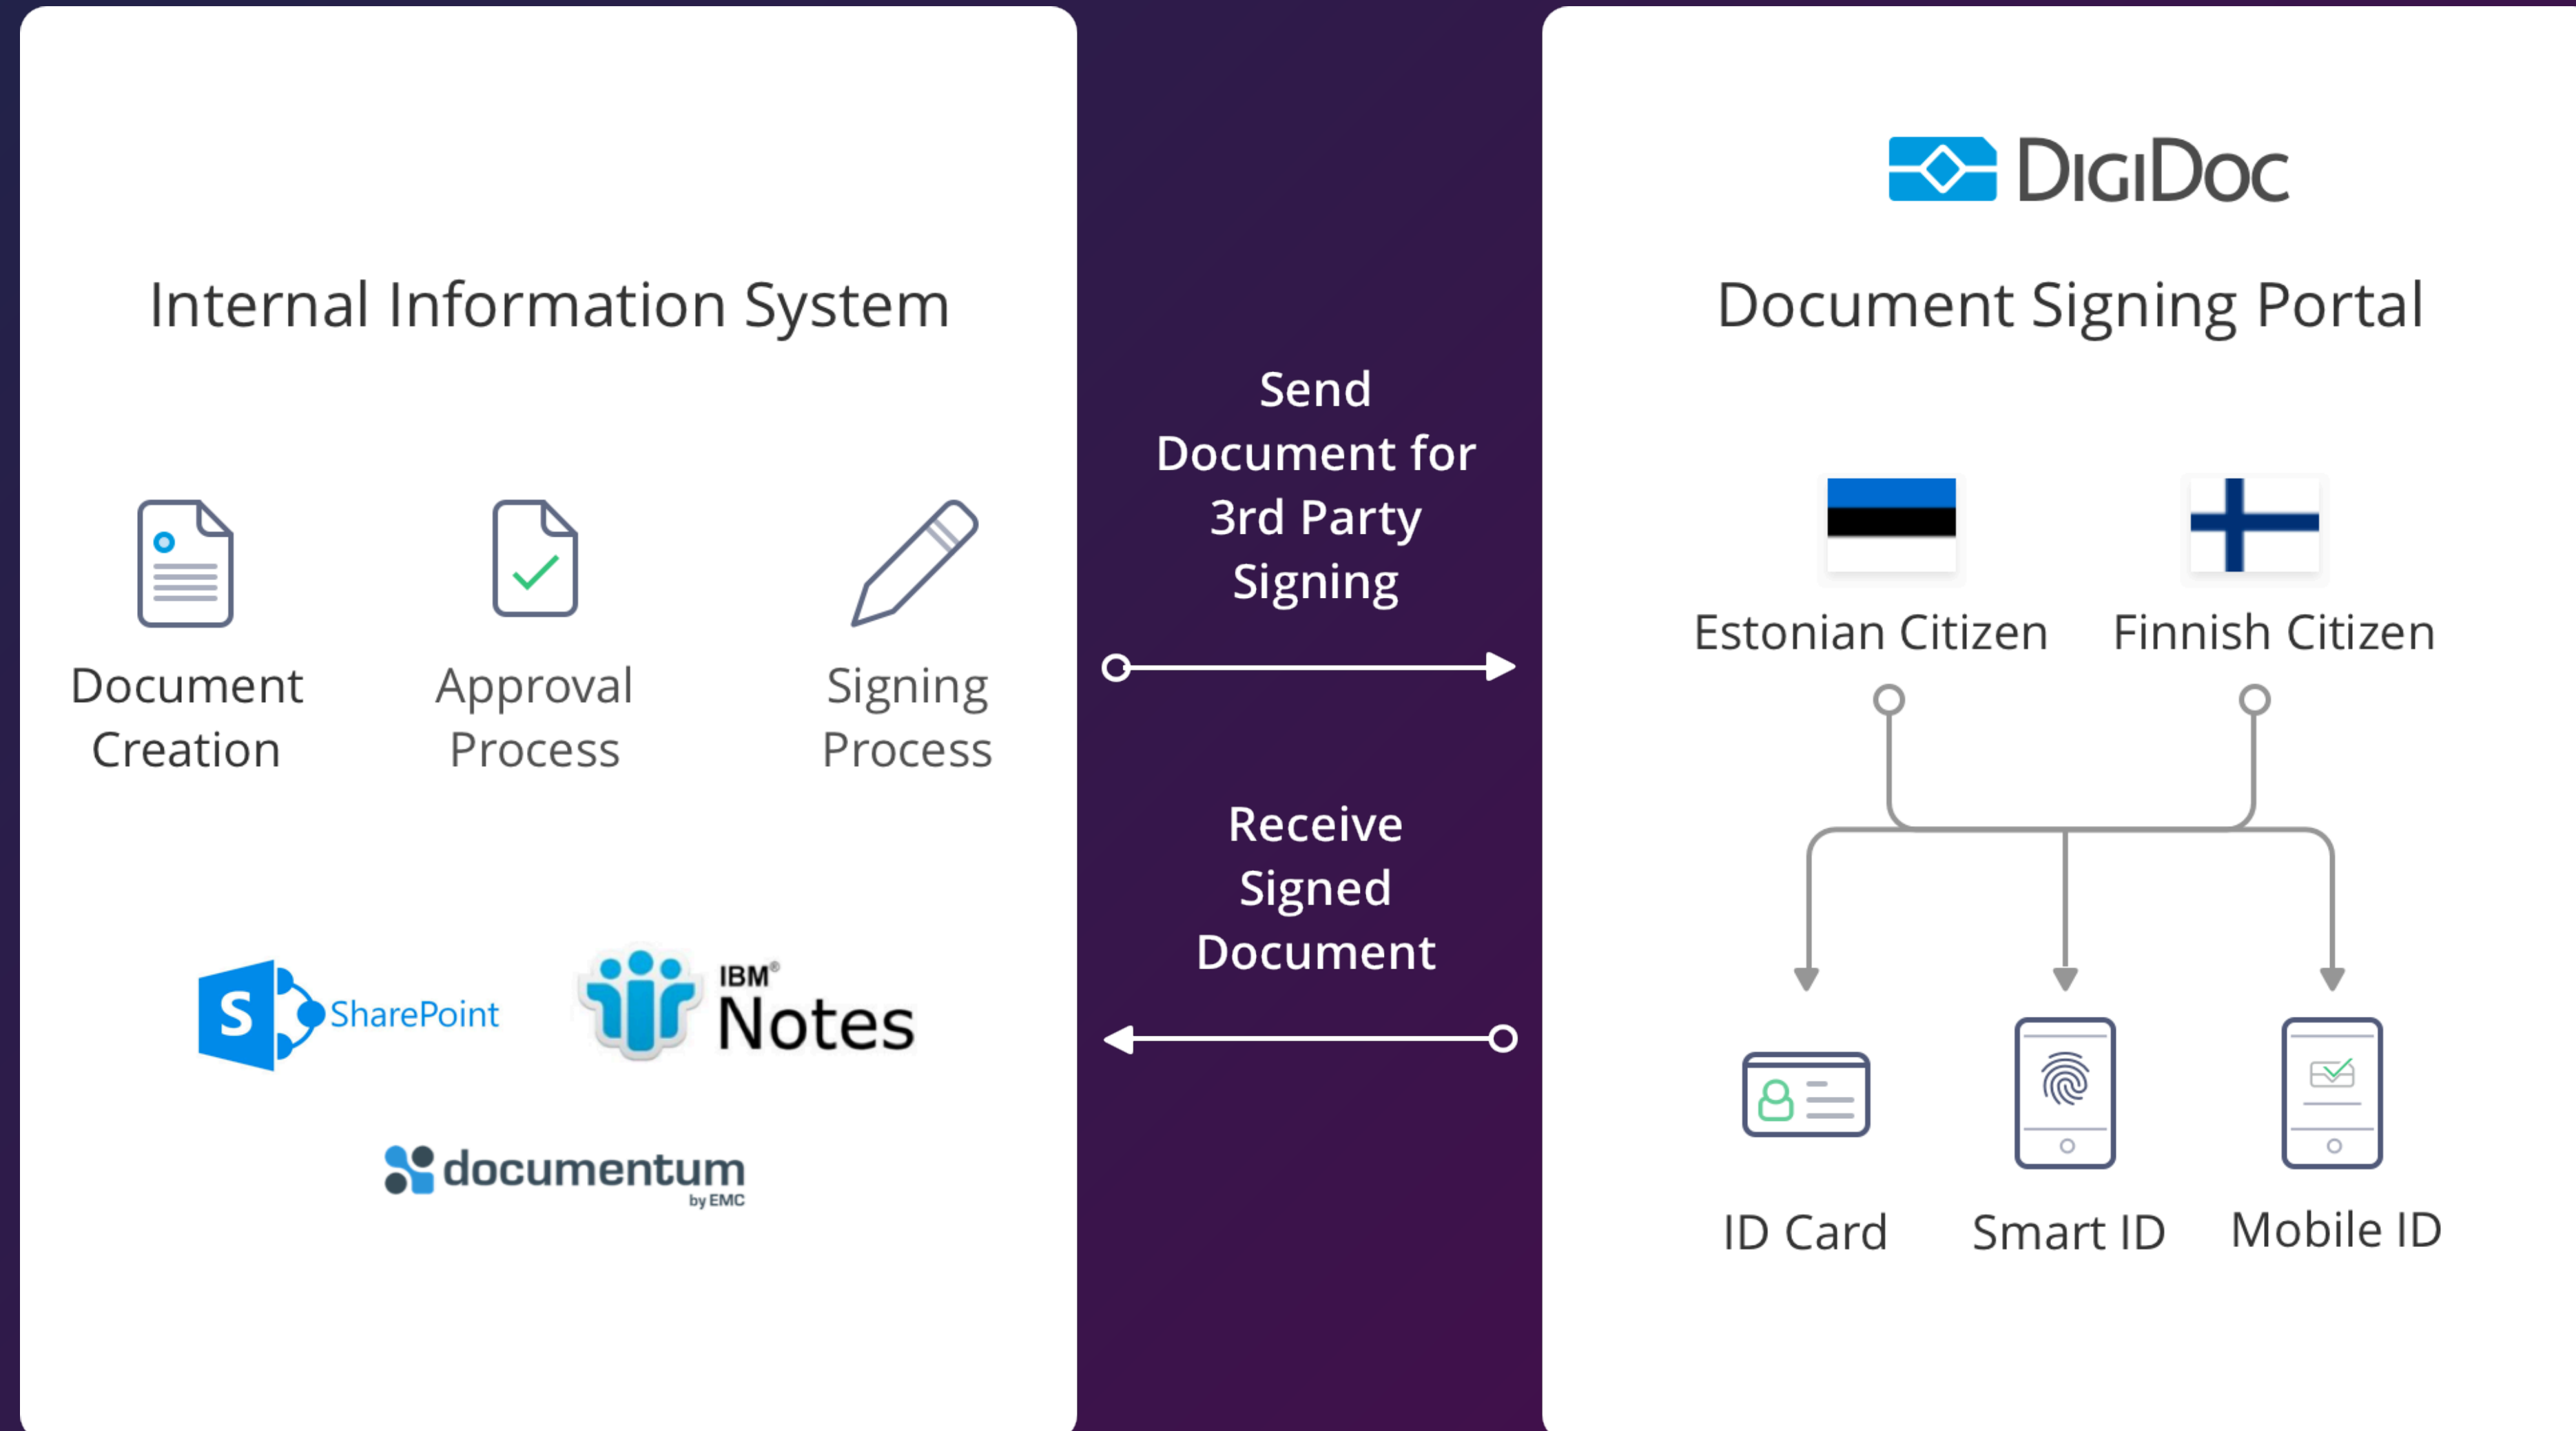 Internal Information System
Document
Creation
Approval
Process
Signing
Process
S SharePoint
IBM®
Notes
documentum
by EMC
Send
Document for
3rd Party
Signing
Receive
Signed
Document
DIGIDOC
Document Signing Portal
Estonian Citizen
Finnish Citizen
ID Card
Smart ID
Mobile ID